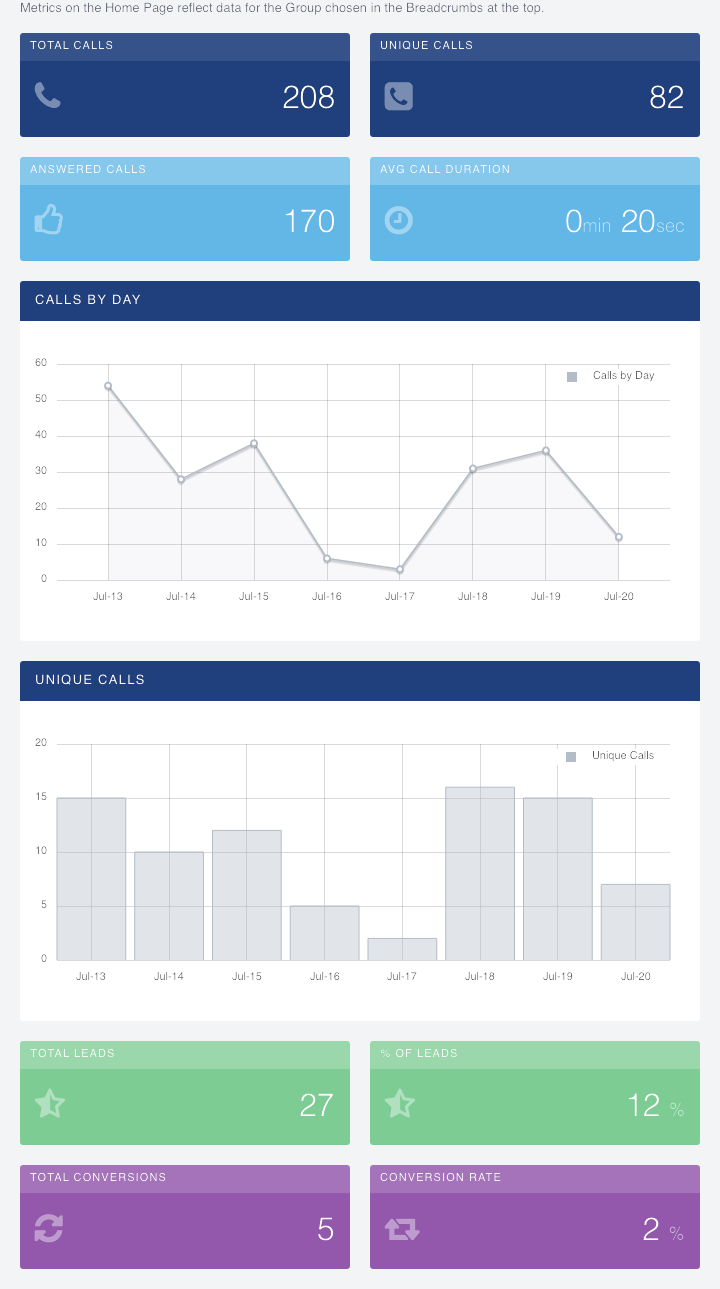 Metrics on the Home Page reflect data for the Group chosen in the Breadcrumbs at the top.
TOTAL CALLS
208
UNIQUE CALLS
82
ANSWERED CALLS
170
AVG CALL DURATION
0min 20sec
CALLS BY DAY
Calls by Day
60
50
40
30
20
10
0
Jul-13 Jul-14 Jul-15 Jul-16 Jul-17 Jul-18 Jul-19 Jul-20
UNIQUE CALLS
Unique Calls
20
15
10
5
0
Jul-13 Jul-14 Jul-15 Jul-16 Jul-17 Jul-18 Jul-19 Jul-20
TOTAL LEADS
27
% OF LEADS
12 %
TOTAL CONVERSIONS
5
CONVERSION RATE
2 %